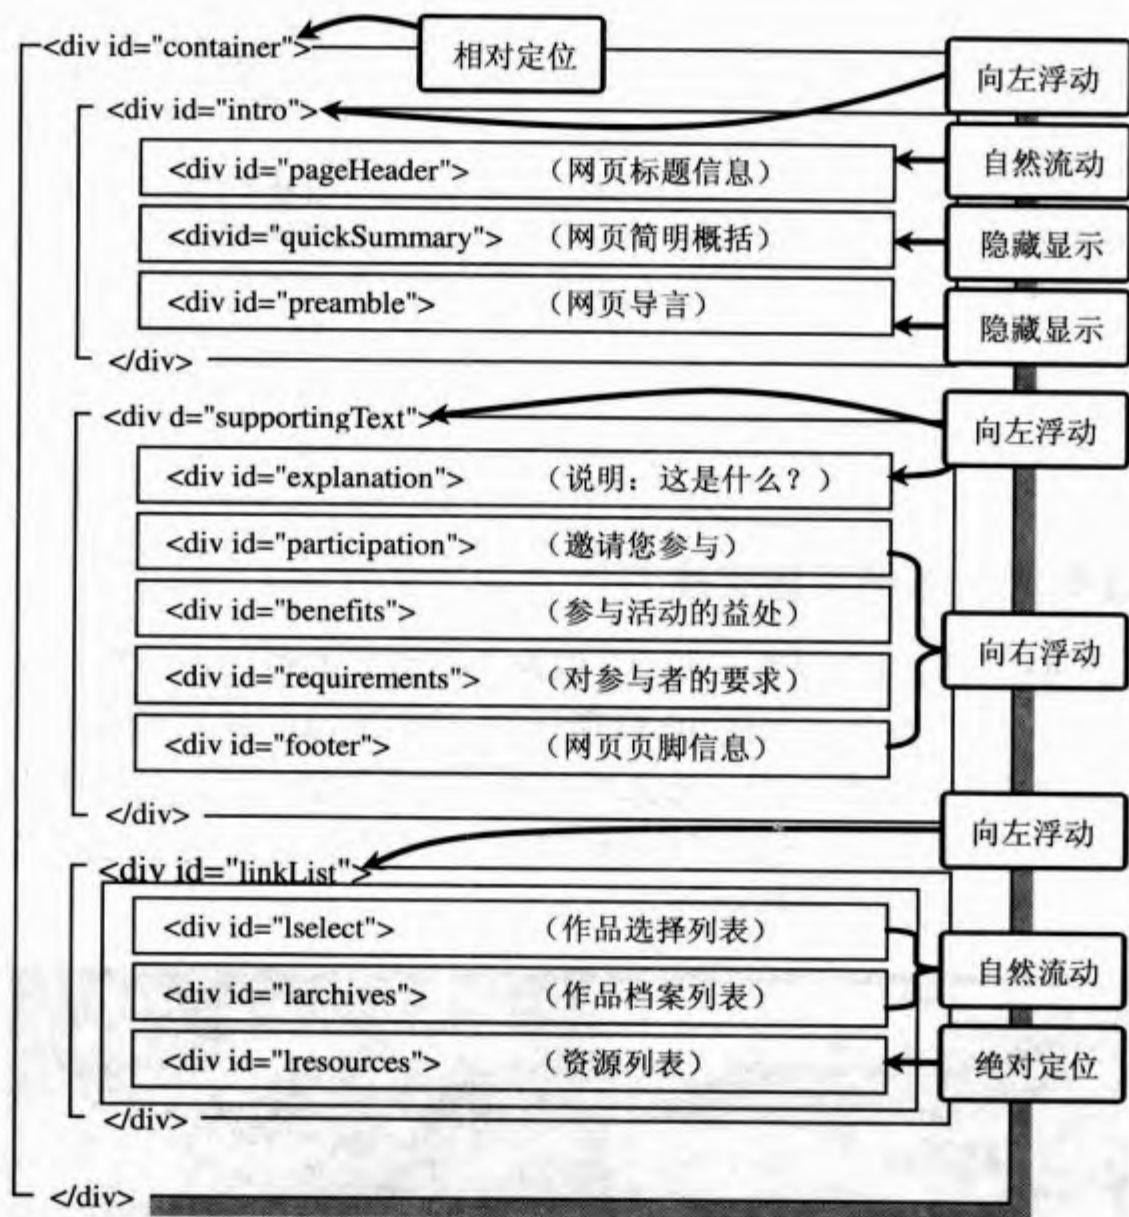 <div id="container">
相对定位
向左浮动
<div id="intro">
<div id="pageHeader"> （网页标题信息） 自然流动
<divid="quickSummary"> （网页简明概括） 隐藏显示
<div id="preamble"> （网页导言） 隐藏显示
</div>
<div d="supportingText"> 向左浮动
<div id="explanation"> （说明：这是什么？）
<div id="participation"> （邀请您参与）
<div id="benefits"> （参与活动的益处）
<div id="requirements"> （对参与者的要求） 向右浮动
<div id="footer"> （网页页脚信息）
</div> 向左浮动
<div id="linkList">
<div id="lselect"> （作品选择列表）
自然流动
<div id="larchives"> （作品档案列表）
<div id="lresources"> （资源列表） 绝对定位
</div>
</div>